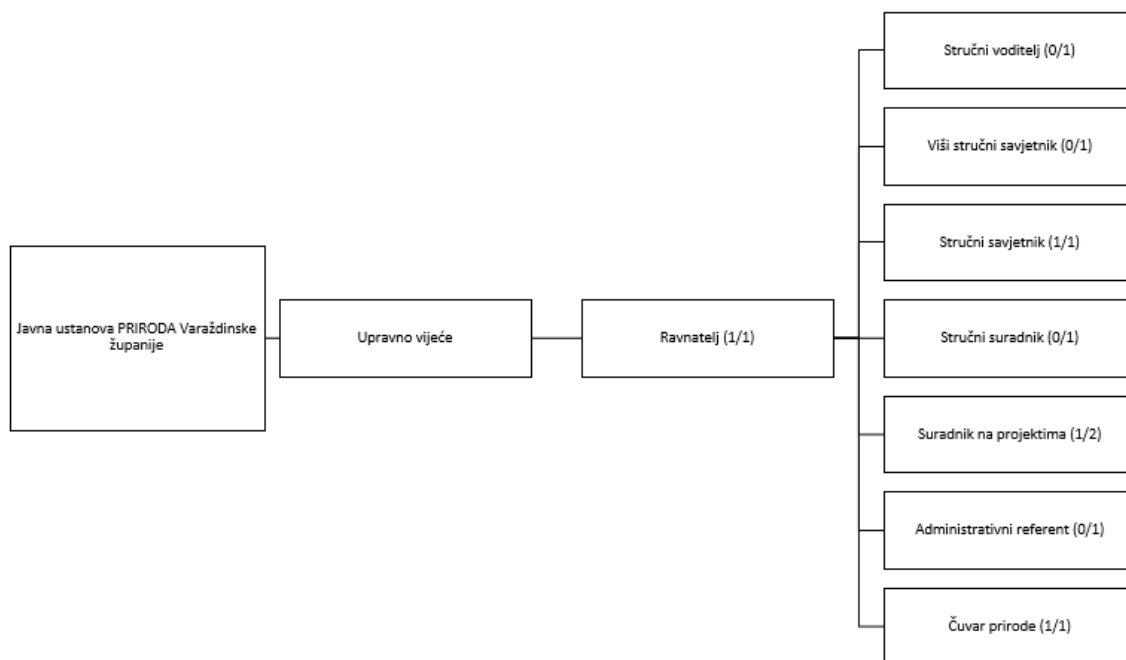 Stručni voditelj (0/1)
Viši stručni savjetnik (0/1)
Stručni savjetnik (1/1)
Javna ustanova PRIRODA Varaždinske
županije
Upravno vijeće
Ravnatelj (1/1)
Stručni suradnik (0/1)
Suradnik na projektima (1/2)
Administrativni referent (0/1)
Čuvar prirode (1/1)